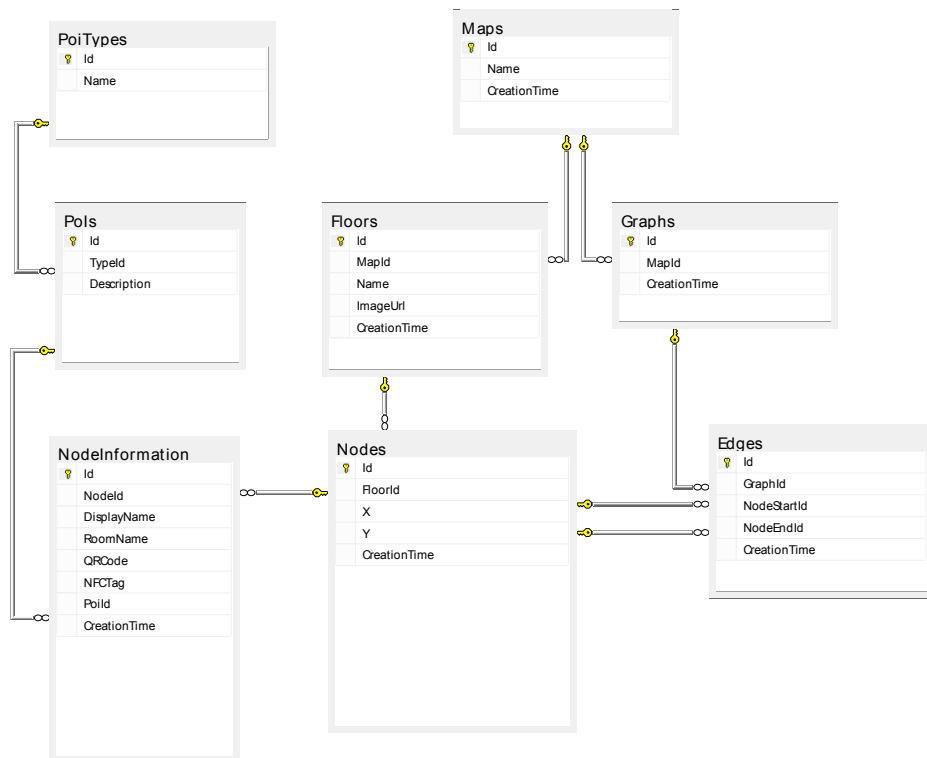 PoiTypes
Id
Name
Maps
Id
Name
CreationTime
PoIs
Id
TypeId
Description
Floors
Id
MapId
Name
ImageUrl
CreationTime
Graphs
Id
MapId
CreationTime
NodeInformation
Id
NodeId
DisplayName
RoomName
QRCode
NFCTag
PoiId
CreationTime
Nodes
Id
FloorId
X
Y
CreationTime
Edges
Id
GraphId
NodeStartId
NodeEndId
CreationTime